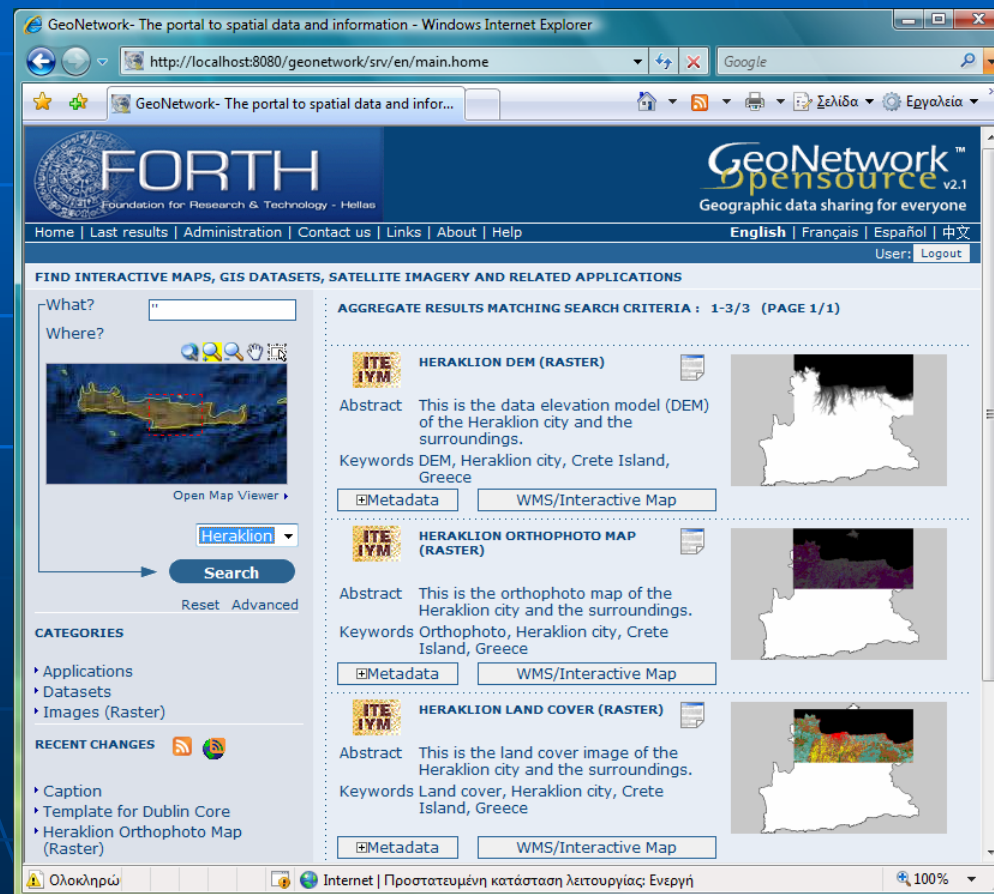 GeoNetwork- The portal to spatial data and information - Windows Internet Explorer
http://localhost:8080/geonetwork/srv/en/main.home
Google
GeoNetwork- The portal to spatial data and infor...
Σελίδα
Εργαλεία
FORTH
Foundation for Research & Technology - Hellas
GeoNetwork™
Opensource v2.1
Geographic data sharing for everyone
Home | Last results | Administration | Contact us | Links | About | Help
English | Français | Español | 中文
User: Logout
FIND INTERACTIVE MAPS, GIS DATASETS, SATELLITE IMAGERY AND RELATED APPLICATIONS
What?
''
Where?
Open Map Viewer
Heraklion
Search
Reset Advanced
CATEGORIES
Applications
Datasets
Images (Raster)
RECENT CHANGES
Caption
Template for Dublin Core
Heraklion Orthophoto Map
(Raster)
AGGREGATE RESULTS MATCHING SEARCH CRITERIA : 1-3/3 (PAGE 1/1)
ITE
IYM
HERAKLION DEM (RASTER)
Abstract This is the data elevation model (DEM)
of the Heraklion city and the
surroundings.
Keywords DEM, Heraklion city, Crete Island,
Greece
Metadata WMS/Interactive Map
ITE
IYM
HERAKLION ORTHOPHOTO MAP
(RASTER)
Abstract This is the orthophoto map of the
Heraklion city and the surroundings.
Keywords Orthophoto, Heraklion city, Crete
Island, Greece
Metadata WMS/Interactive Map
ITE
IYM
HERAKLION LAND COVER (RASTER)
Abstract This is the land cover image of the
Heraklion city and the surroundings.
Keywords Land cover, Heraklion city, Crete
Island, Greece
Metadata WMS/Interactive Map
Ολοκληρώ
Internet | Προστατευμένη κατάσταση λειτουργίας: Ενεργή
100%